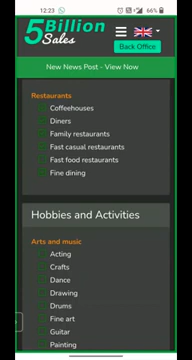 12:23
66%
5 Billion
Sales
Back Office
New News Post - View Now
Restaurants
Coffeehouses
Diners
Family restaurants
Fast casual restaurants
Fast food restaurants
Fine dining
Hobbies and Activities
Arts and music
Acting
Crafts
Dance
Drawing
Drums
Fine art
Guitar
Painting